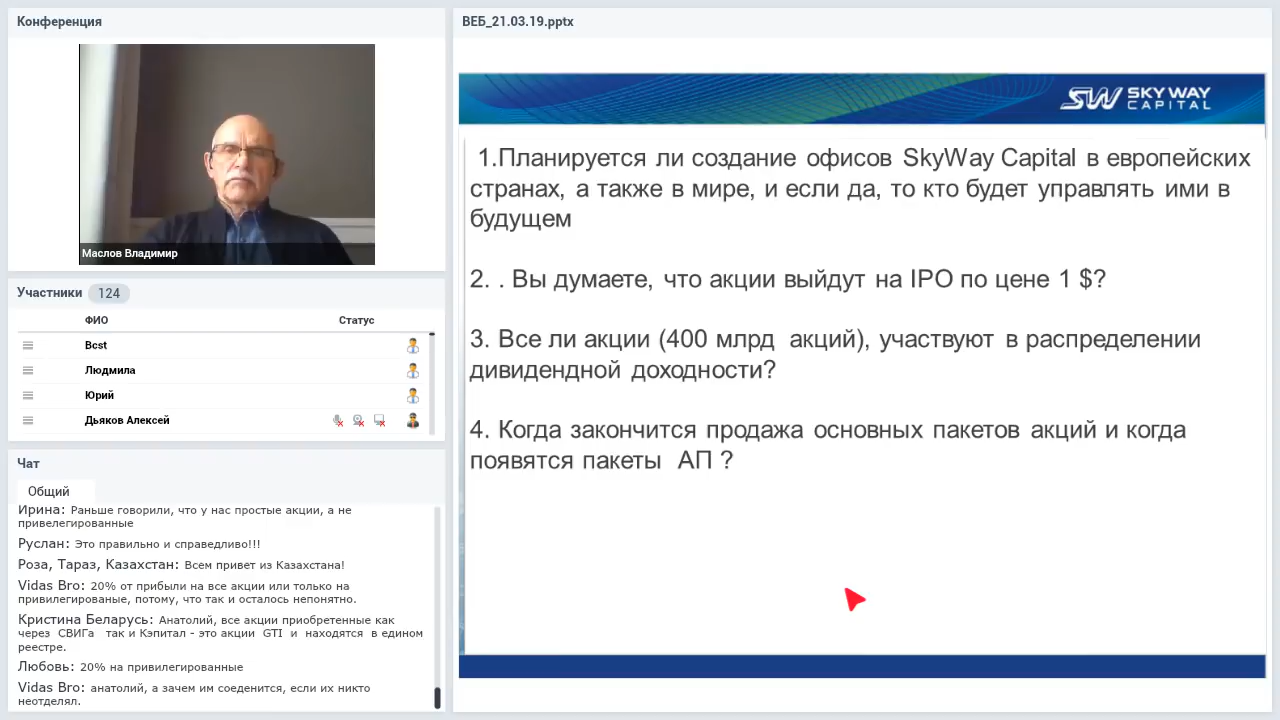 Конференция
Маслов Владимир
Участники 124
ФИО Статус
Bcst
Людмила
Юрий
Дьяков Алексей
Чат
Общий
Ирина: Раньше говорили, что у нас простые акции, а не
привелегированные
Руслан: Это правильно и справедливо!!!
Роза, Тараз, Казахстан: Всем привет из Казахстана!
Vidas Bro: 20% от прибыли на все акции или только на
привилегированые, потому, что так и осталось непонятно.
Кристина Беларусь: Анатолий, все акции приобретенные как
через СВИГа так и Кэпитал - это акции GTI и находятся в едином
реестре.
Любовь: 20% на привилегированные
Vidas Bro: анатолий, а зачем им соеденится, если их никто
неотделял.
ВЕБ_21.03.19.pptx
SW SKY WAY
CAPITAL
1.Планируется ли создание офисов SkyWay Capital в европейских
странах, а также в мире, и если да, то кто будет управлять ими в
будущем
2. . Вы думаете, что акции выйдут на IPO по цене 1 $?
3. Все ли акции (400 млрд акций), участвуют в распределении
дивидендной доходности?
4. Когда закончится продажа основных пакетов акций и когда
появятся пакеты АП ?